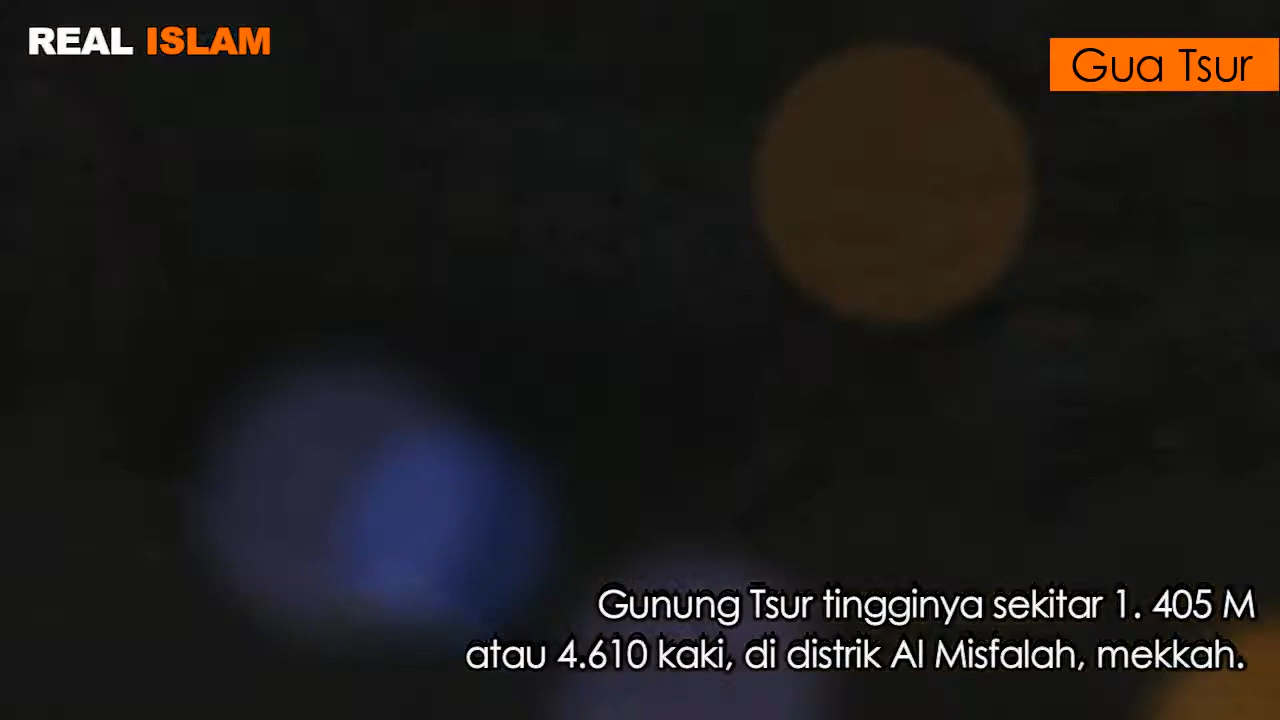 REAL ISLAM
Gua Tsur
Gunung Tsur tingginya sekitar 1. 405 M
atau 4.610 kaki, di distrik Al Misfalah, mekkah.